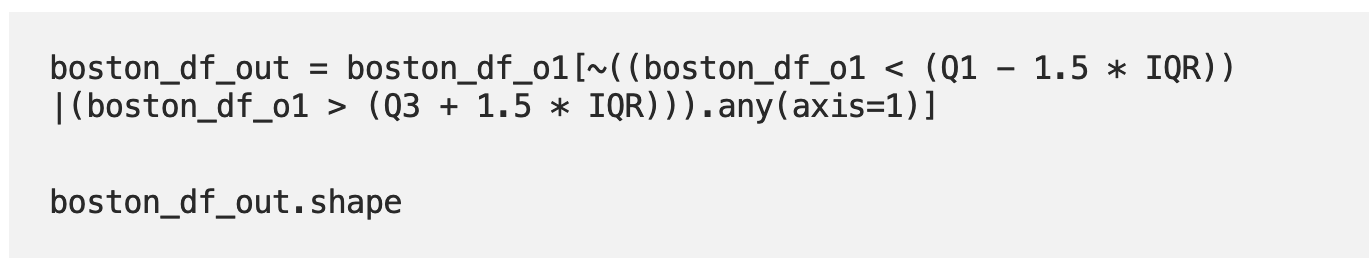 boston_df_out = boston_df_o1[~((boston_df_o1 < (Q1 - 1.5 * IQR))
|(boston_df_o1 > (Q3 + 1.5 * IQR))).any(axis=1)]
boston_df_out.shape